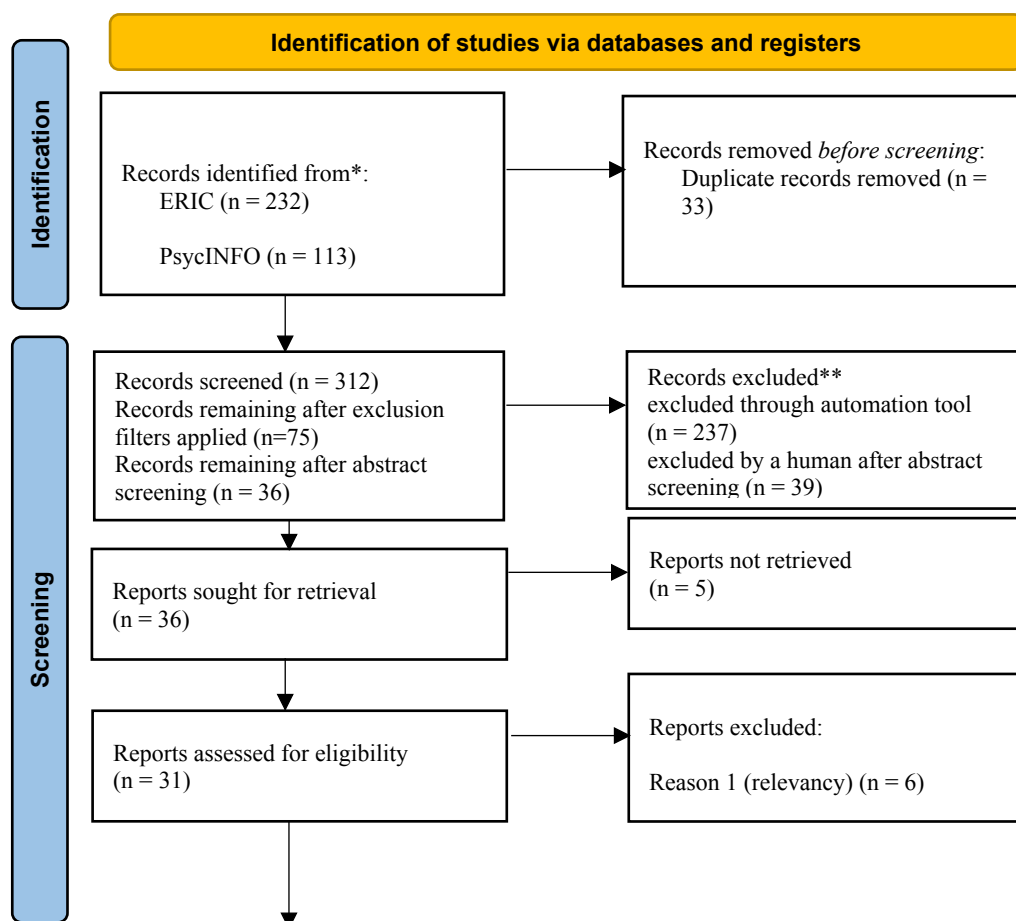 Identification of studies via databases and registers
Identification
Records identified from*:
ERIC (n = 232)
PsycINFO (n = 113)
Records removed before screening:
Duplicate records removed (n =
33)
Screening
Records screened (n = 312)
Records remaining after exclusion
filters applied (n=75)
Records remaining after abstract
screening (n = 36)
Records excluded**
excluded through automation tool
(n = 237)
excluded by a human after abstract
screening (n = 39)
Reports sought for retrieval
(n = 36)
Reports not retrieved
(n = 5)
Reports assessed for eligibility
(n = 31)
Reports excluded:
Reason 1 (relevancy) (n = 6)